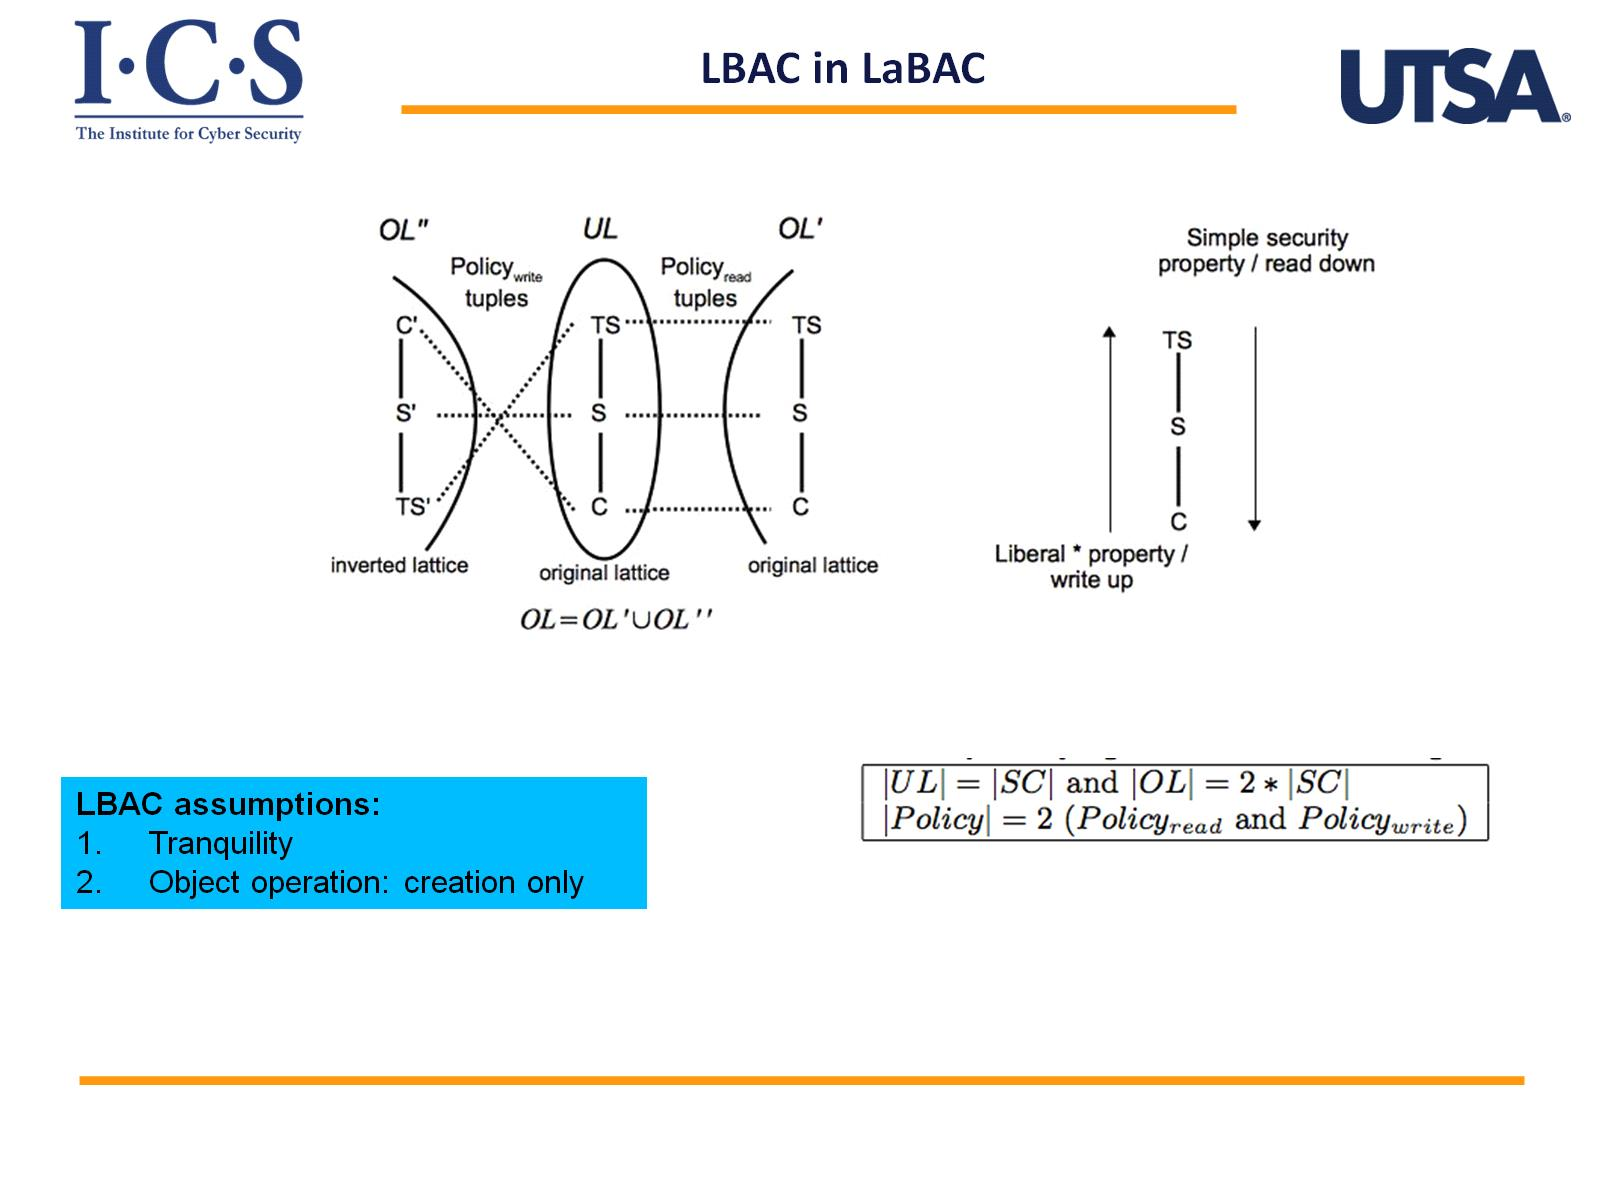 I·C·S
The Institute for Cyber Security
LBAC in LaBAC
UTSA®
OL"
UL
OL'
Policywrite
tuples
Policyread
tuples
C'
TS
TS
S'
S
S
TS'
C
C
inverted lattice
original lattice
original lattice
OL=OL'∪OL''
Simple security
property / read down
TS
S
C
Liberal * property /
write up
LBAC assumptions:
1. Tranquility
2. Object operation: creation only
|UL| = |SC| and |OL| = 2 * |SC|
|Policy| = 2 (Policyread and Policywrite)